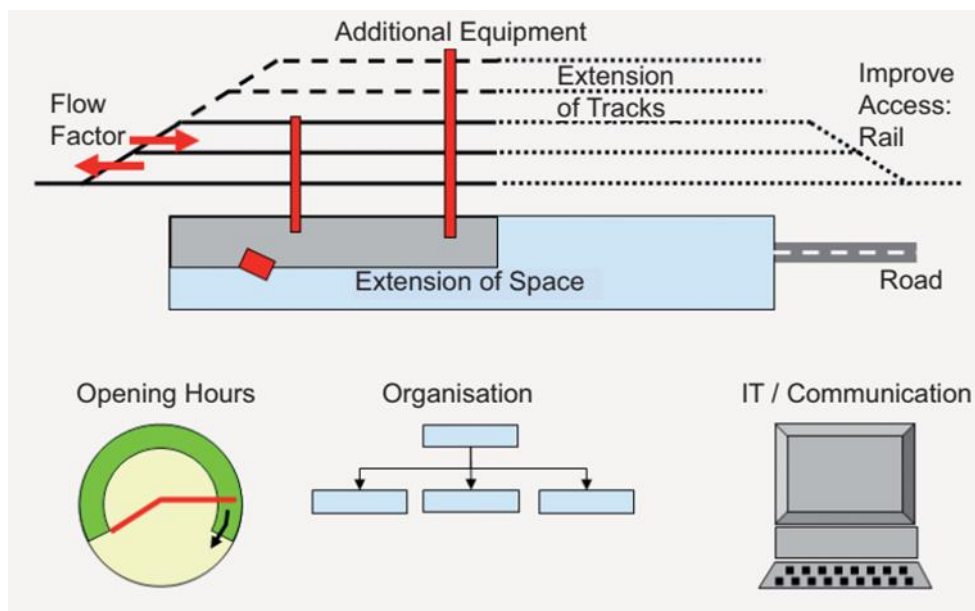 Additional Equipment
Flow
Factor
Extension
of Tracks
Improve
Access:
Rail
Extension of Space
Road
Opening Hours
Organisation
IT / Communication